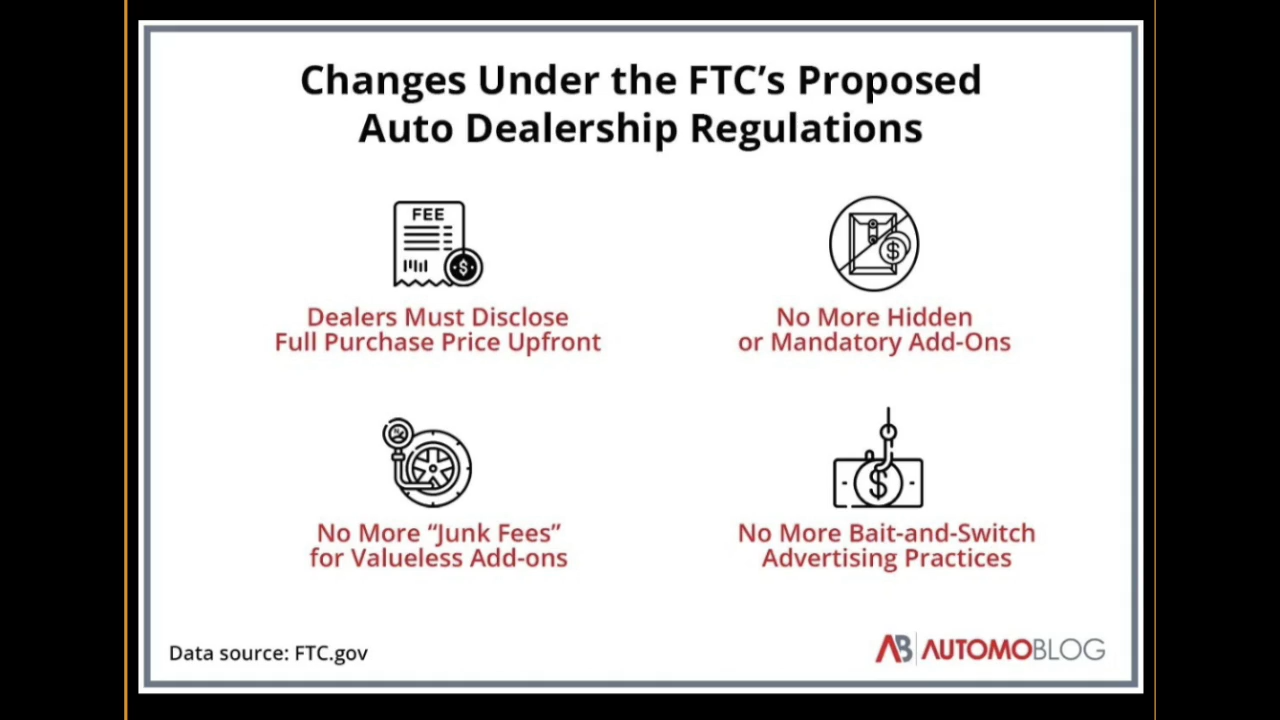 Changes Under the FTC’s Proposed
Auto Dealership Regulations
FEE
$
$
Dealers Must Disclose
Full Purchase Price Upfront
No More Hidden
or Mandatory Add-Ons
$
No More “Junk Fees”
for Valueless Add-ons
No More Bait-and-Switch
Advertising Practices
Data source: FTC.gov
AB AUTOMOBLOG